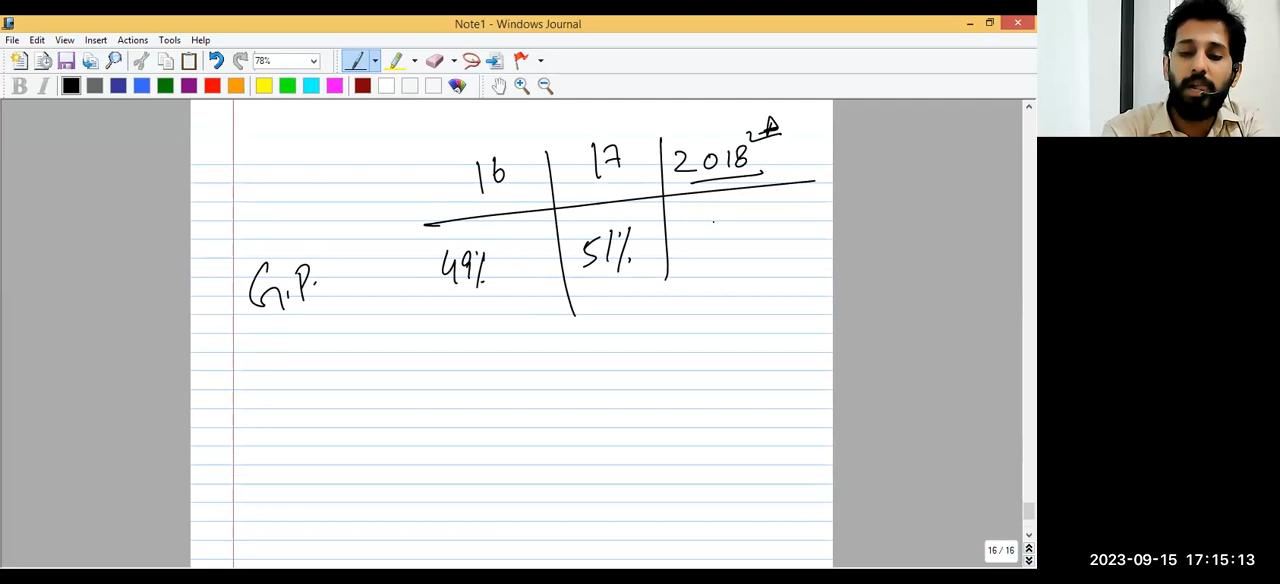 Note1 - Windows Journal
File Edit View Insert Actions Tools Help
78%
B I
16 17 2018
49% 51%
G.P.
16 / 16
2023-09-15 17:15:13